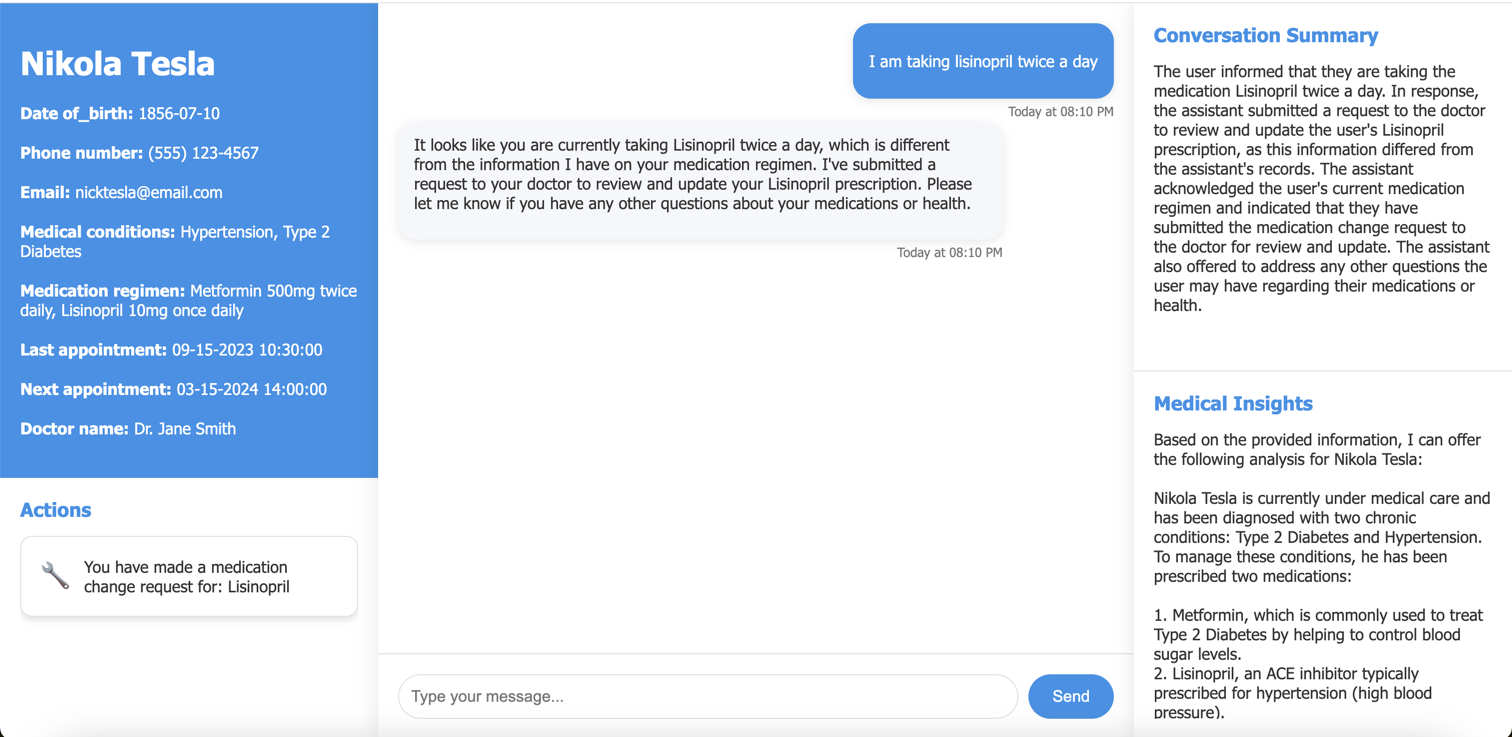 Nikola Tesla
Date of_birth: 1856-07-10
Phone number: (555) 123-4567
Email: nicktesla@email.com
Medical conditions: Hypertension, Type 2
Diabetes
Medication regimen: Metformin 500mg twice
daily, Lisinopril 10mg once daily
Last appointment: 09-15-2023 10:30:00
Next appointment: 03-15-2024 14:00:00
Doctor name: Dr. Jane Smith
Actions
You have made a medication
change request for: Lisinopril
I am taking lisinopril twice a day
Today at 08:10 PM
It looks like you are currently taking Lisinopril twice a day, which is different
from the information I have on your medication regimen. I've submitted a
request to your doctor to review and update your Lisinopril prescription. Please
let me know if you have any other questions about your medications or health.
Today at 08:10 PM
Type your message...
Send
Conversation Summary
The user informed that they are taking the
medication Lisinopril twice a day. In response,
the assistant submitted a request to the doctor
to review and update the user's Lisinopril
prescription, as this information differed from
the assistant's records. The assistant
acknowledged the user's current medication
regimen and indicated that they have
submitted the medication change request to
the doctor for review and update. The assistant
also offered to address any other questions the
user may have regarding their medications or
health.
Medical Insights
Based on the provided information, I can offer
the following analysis for Nikola Tesla:
Nikola Tesla is currently under medical care and
has been diagnosed with two chronic
conditions: Type 2 Diabetes and Hypertension.
To manage these conditions, he has been
prescribed two medications:
1. Metformin, which is commonly used to treat
Type 2 Diabetes by helping to control blood
sugar levels.
2. Lisinopril, an ACE inhibitor typically
prescribed for hypertension (high blood
pressure).